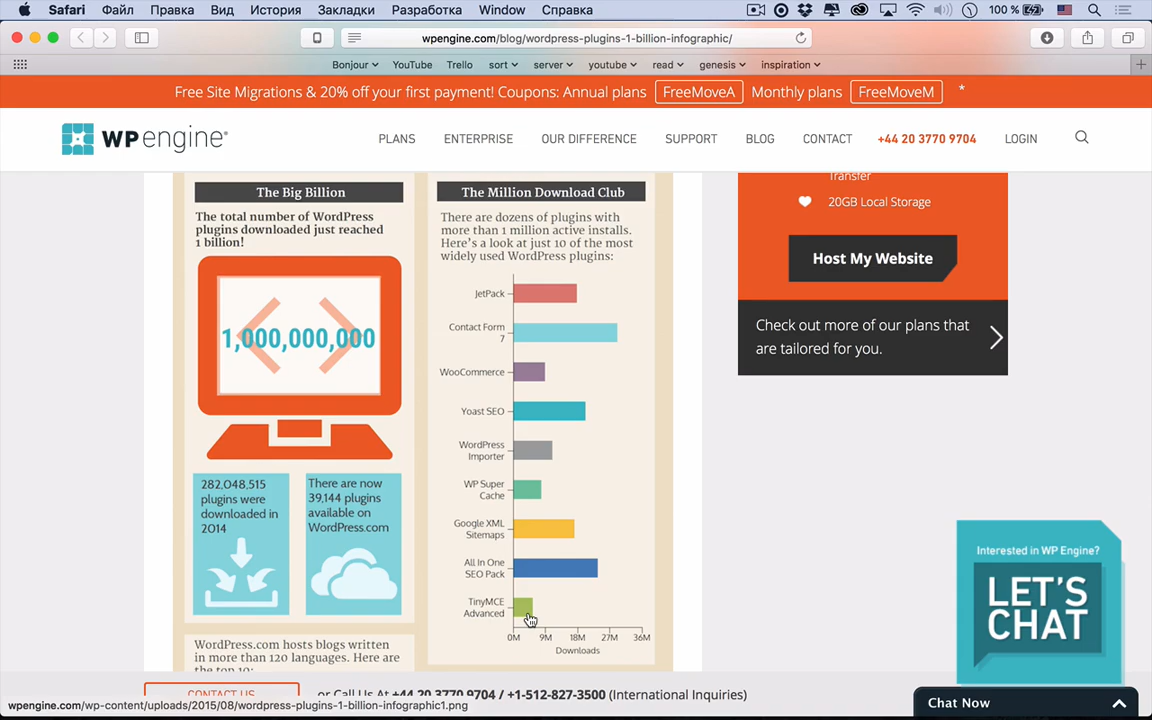 Safari Файл Правка Вид История Закладки Разработка Window Справка 100 %
wpengine.com/blog/wordpress-plugins-1-billion-infographic/
Bonjour YouTube Trello sort server youtube read genesis inspiration
Free Site Migrations & 20% off your first payment! Coupons: Annual plans FreeMoveA Monthly plans FreeMoveM *
WP engine® PLANS ENTERPRISE OUR DIFFERENCE SUPPORT BLOG CONTACT +44 20 3770 9704 LOGIN
The Big Billion
The total number of WordPress
plugins downloaded just reached
1 billion!
1,000,000,000
282,048,515
plugins were
downloaded in
2014
There are now
39,144 plugins
available on
WordPress.com
WordPress.com hosts blogs written
in more than 120 languages. Here are
the top 10:
The Million Download Club
There are dozens of plugins with
more than 1 million active installs.
Here's a look at just 10 of the most
widely used WordPress plugins:
JetPack
Contact Form
7
WooCommerce
Yoast SEO
WordPress
Importer
WP Super
Cache
Google XML
Sitemaps
All In One
SEO Pack
TinyMCE
Advanced
0M 9M 18M 27M 36M
Downloads
Transfer
20GB Local Storage
Host My Website
Check out more of our plans that
are tailored for you.
Interested in WP Engine?
LET'S
CHAT
CONTACT US or Call Us At +44 20 3770 9704 / +1-512-827-3500 (International Inquiries)
Chat Now
wpengine.com/wp-content/uploads/2015/08/wordpress-plugins-1-billion-infographic1.png